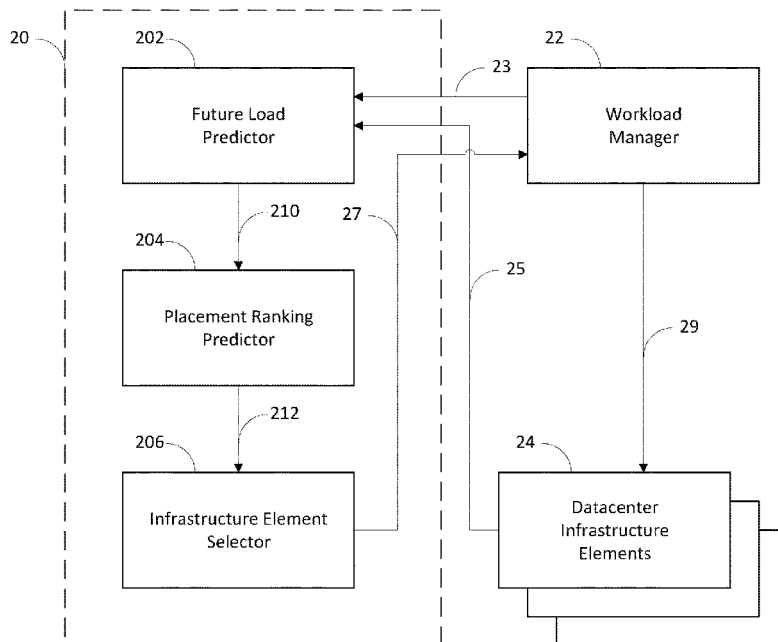 20
202
Future Load
Predictor
23
22
Workload
Manager
210
27
25
204
Placement Ranking
Predictor
29
212
206
Infrastructure Element
Selector
24
Datacenter
Infrastructure
Elements